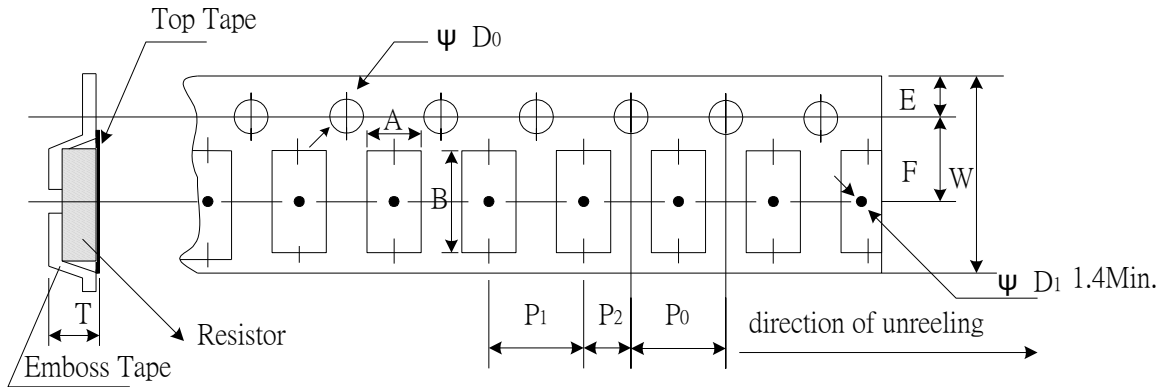 Top Tape
Ψ D0
E
A
F
W
B
Ψ D1 1.4Min.
T
P1
P2
P0
Resistor
direction of unreeling
Emboss Tape